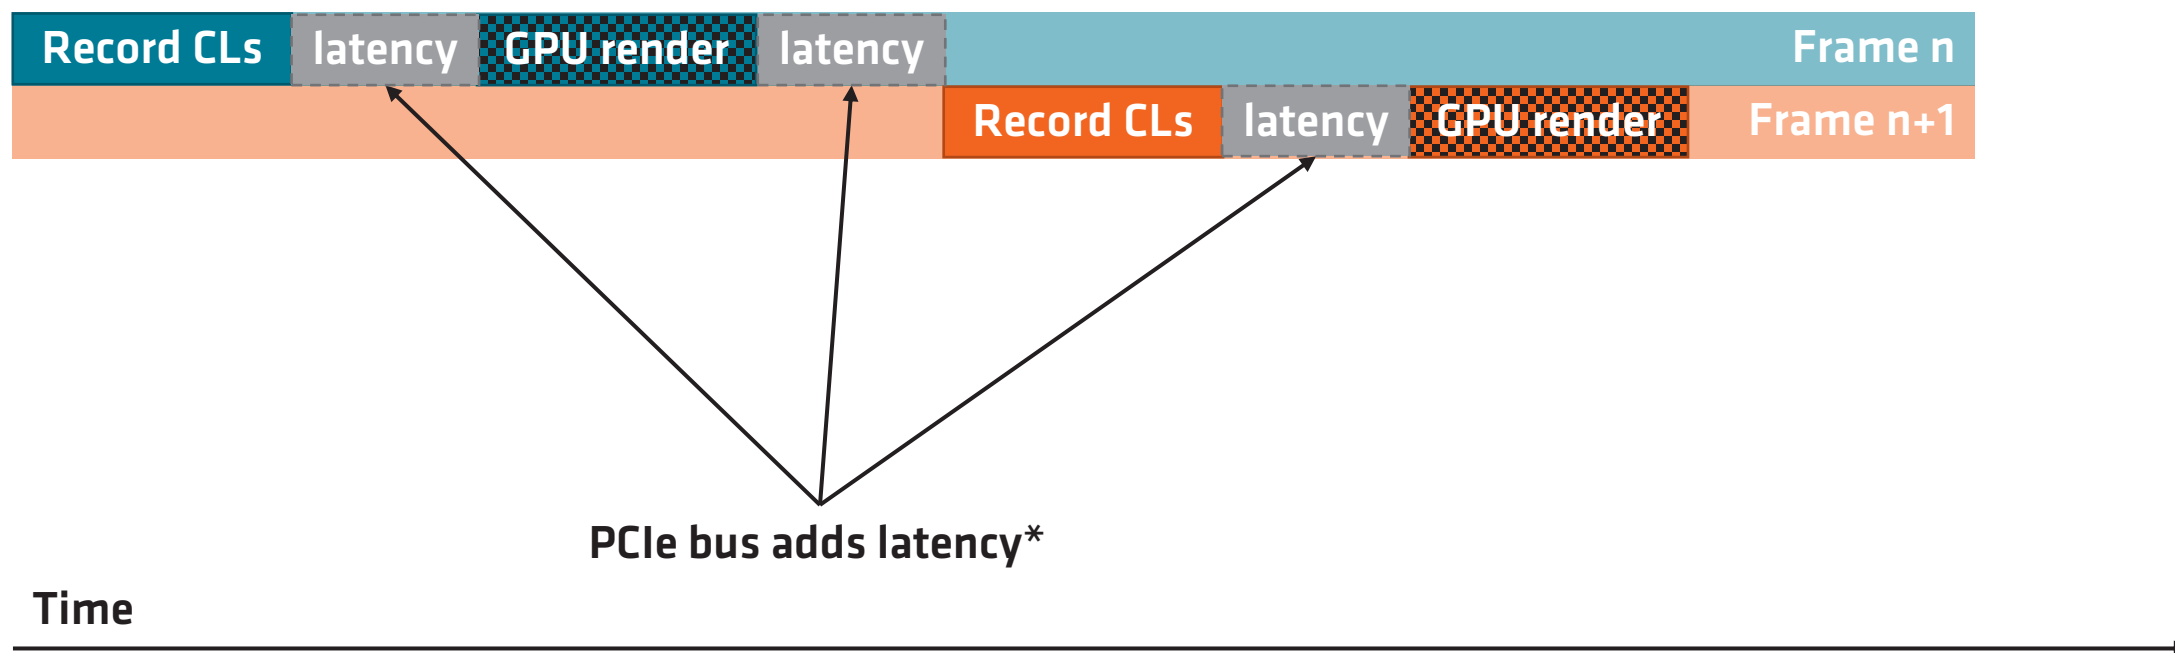 Record CLs latency GPU render latency Frame n
Record CLs latency GPU render Frame n+1
PCIe bus adds latency*
Time